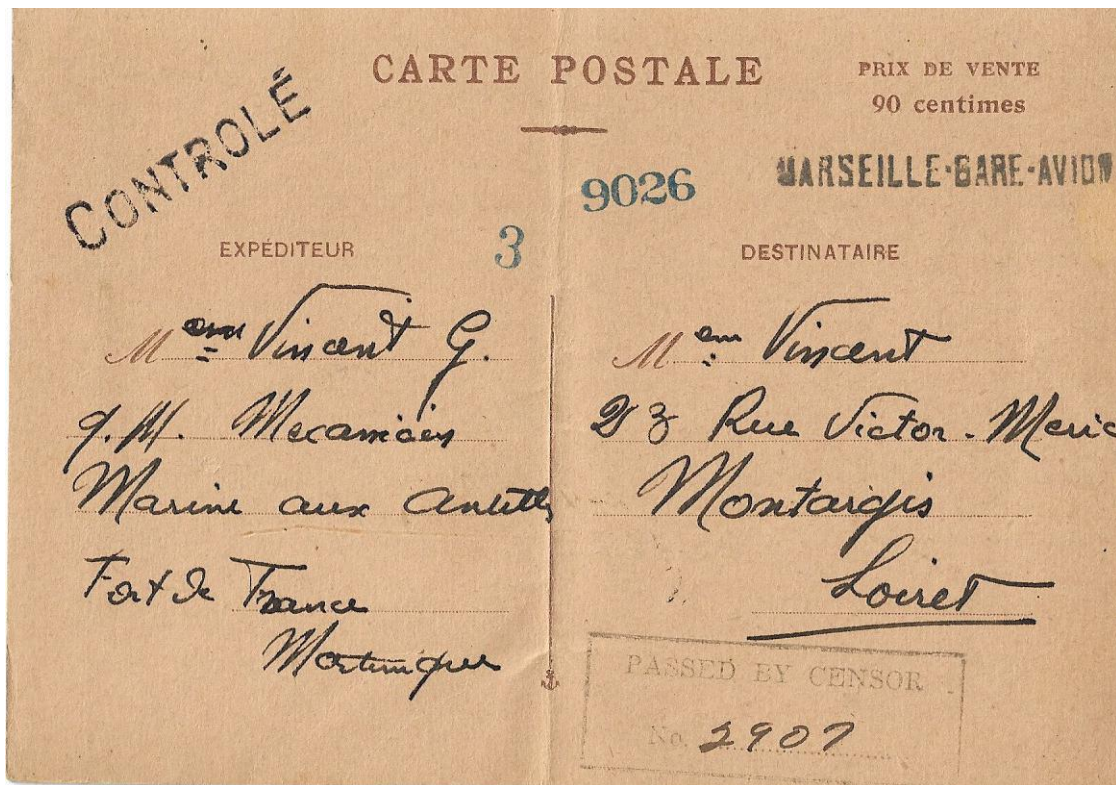 CARTE POSTALE
PRIX DE VENTE
90 centimes
CONTROLÉ
9026
MARSEILLE-GARE-AVION
3
EXPÉDITEUR
Vincent G.
q.M. Mecanicien
Marine aux Antilles
Fort de France
Martinique
DESTINATAIRE
Vincent
23 Rue Victor-Meric
Montargis
Loiret
PASSED BY CENSOR
No. 2907